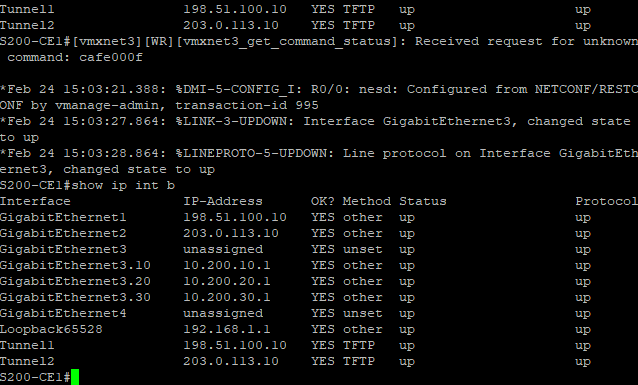 Tunnel1                198.51.100.10   YES TFTP   up                    up
Tunnel2                203.0.113.10    YES TFTP   up                    up
S200-CE1#[vmxnet3][WR][vmxnet3_get_command_status]: Received request for unknown
 command: cafe000f

*Feb 24 15:03:21.388: %DMI-5-CONFIG_I: R0/0: nesd: Configured from NETCONF/RESTC
ONF by vmanage-admin, transaction-id 995
*Feb 24 15:03:27.864: %LINK-3-UPDOWN: Interface GigabitEthernet3, changed state
to up
*Feb 24 15:03:28.864: %LINEPROTO-5-UPDOWN: Line protocol on Interface GigabitEth
ernet3, changed state to up
S200-CE1#show ip int b
Interface              IP-Address      OK? Method Status                Protocol
GigabitEthernet1       198.51.100.10   YES other  up                    up
GigabitEthernet2       203.0.113.10    YES other  up                    up
GigabitEthernet3       unassigned      YES unset  up                    up
GigabitEthernet3.10    10.200.10.1     YES other  up                    up
GigabitEthernet3.20    10.200.20.1     YES other  up                    up
GigabitEthernet3.30    10.200.30.1     YES other  up                    up
GigabitEthernet4       unassigned      YES unset  up                    up
Loopback65528          192.168.1.1     YES other  up                    up
Tunnel1                198.51.100.10   YES TFTP   up                    up
Tunnel2                203.0.113.10    YES TFTP   up                    up
S200-CE1#